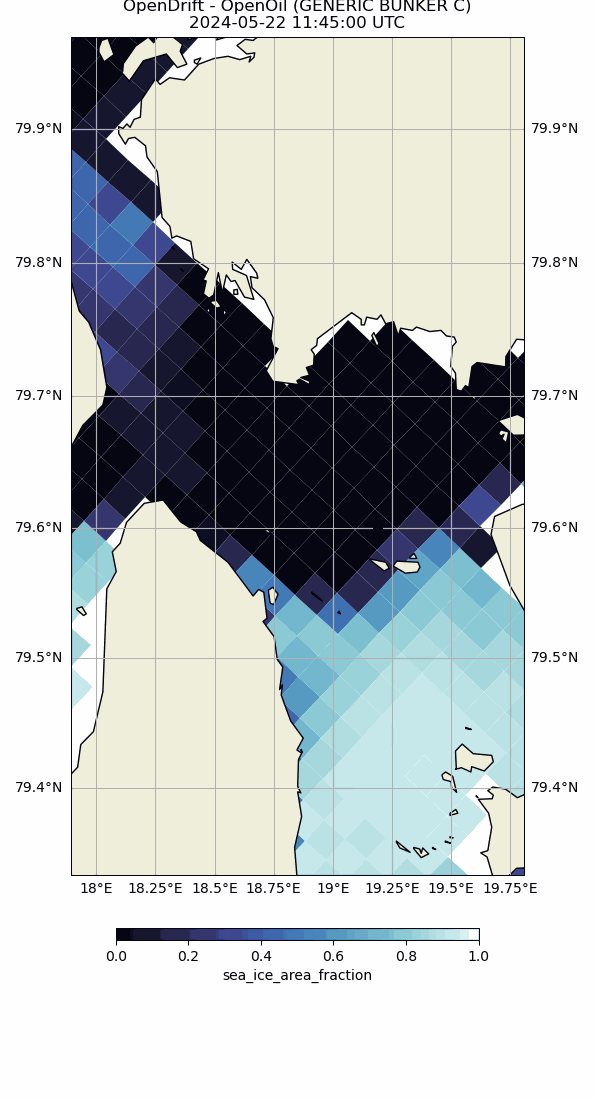 OpenDrift - OpenOil (GENERIC BUNKER C)
2024-05-22 11:45:00 UTC
79.9°N 79.9°N
79.8°N 79.8°N
79.7°N 79.7°N
79.6°N 79.6°N
79.5°N 79.5°N
79.4°N 79.4°N
18°E 18.25°E 18.5°E 18.75°E 19°E 19.25°E 19.5°E 19.75°E
0.0 0.2 0.4 0.6 0.8 1.0
sea_ice_area_fraction